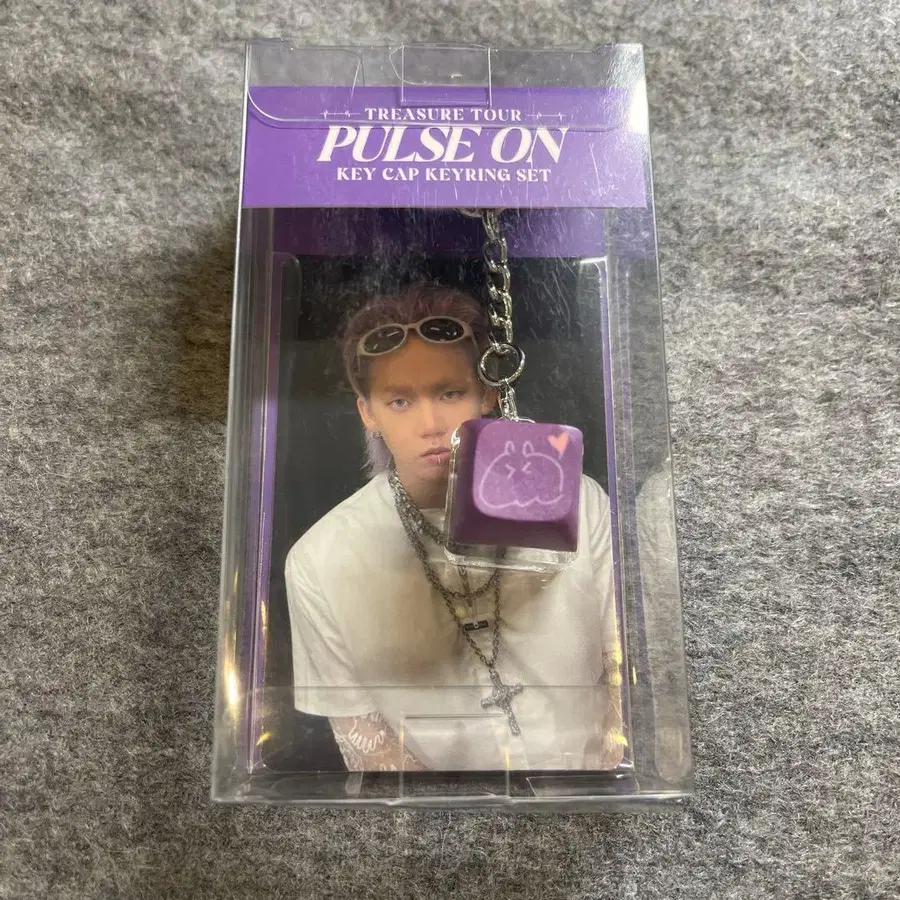 TREASURE TOUR
PULSE ON
KEY CAP KEYRING SET